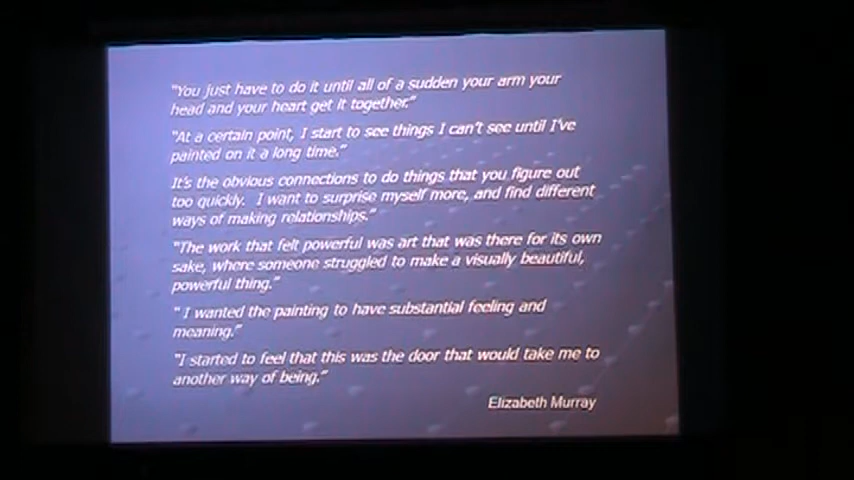 "You just have to do it until all of a sudden your arm your
head and your heart get it together."
"At a certain point, I start to see things I can't see until I've
painted on it a long time."
It's the obvious connections to do things that you figure out
too quickly. I want to surprise myself more, and find different
ways of making relationships."
"The work that felt powerful was art that was there for its own
sake, where someone struggled to make a visually beautiful,
powerful thing."
" I wanted the painting to have substantial feeling and
meaning."
"I started to feel that this was the door that would take me to
another way of being."
Elizabeth Murray